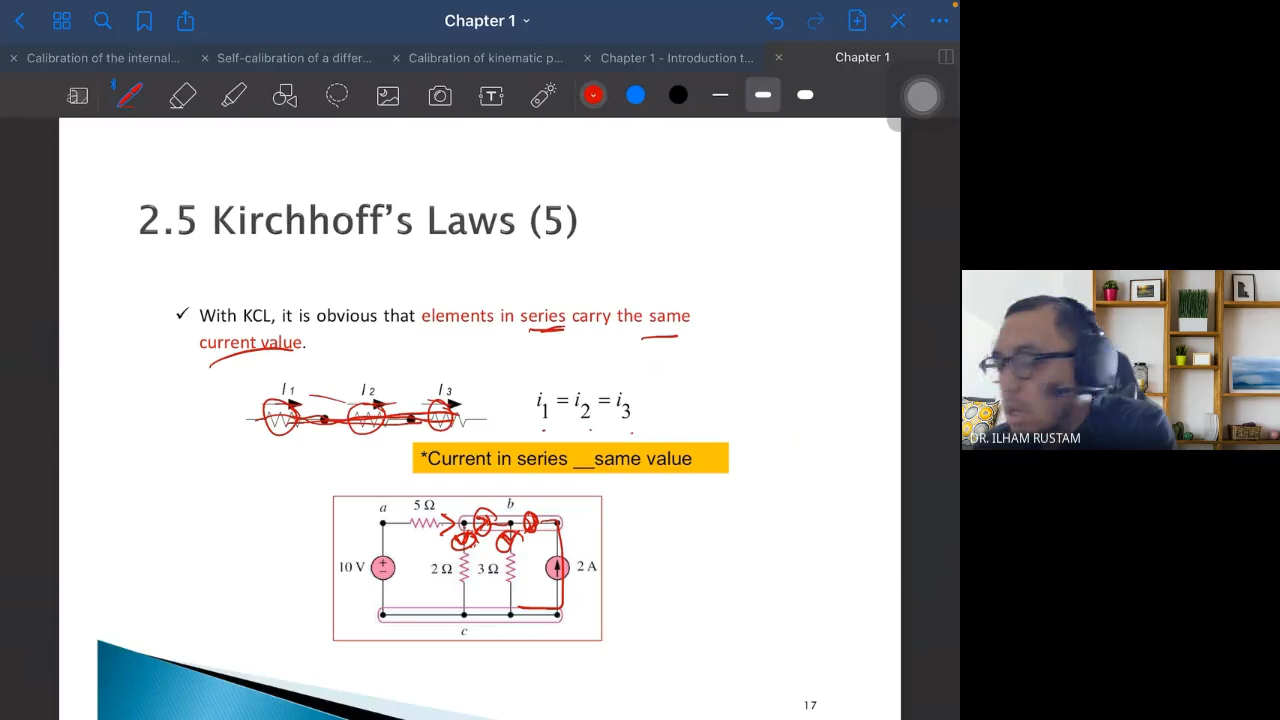 Chapter 1
Calibration of the internal...
Self-calibration of a differ...
Calibration of kinematic p...
Chapter 1 - Introduction t...
Chapter 1
T
2.5 Kirchhoff's Laws (5)
✓ With KCL, it is obvious that elements in series carry the same
current value.
I1 I2 I3
i1 = i2 = i3
*Current in series __same value
5 Ω
a
b
10 V
+
−
2 Ω
3 Ω
2 A
c
17
DR. ILHAM RUSTAM